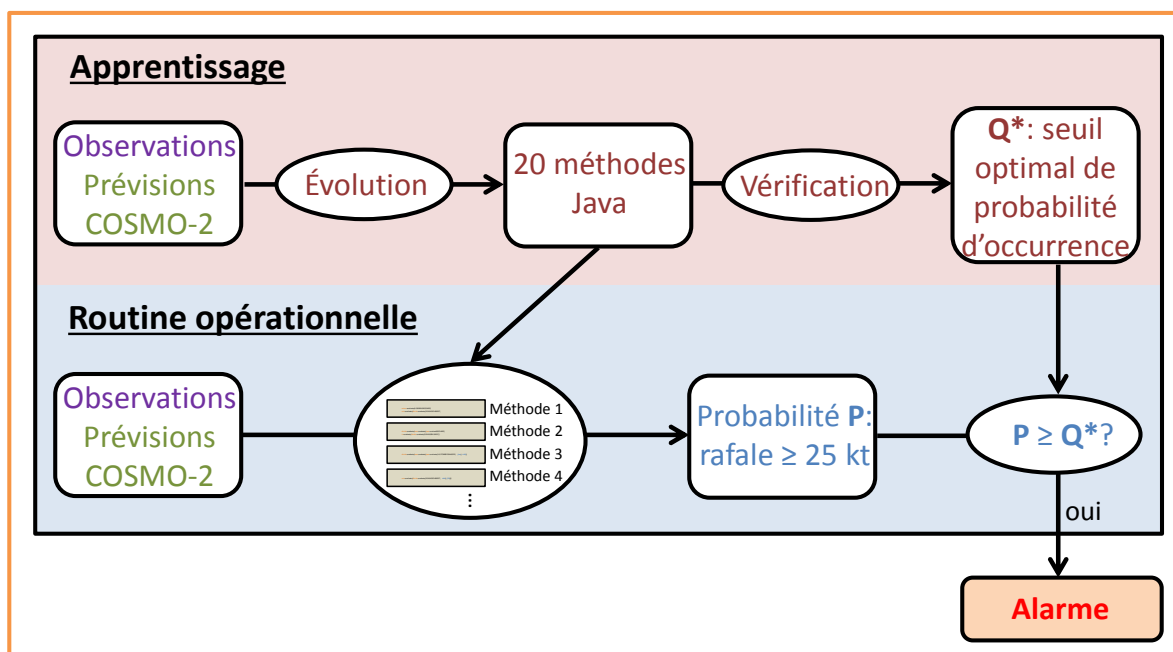 Apprentissage
Observations
Prévisions
COSMO-2
Évolution
20 méthodes
Java
Vérification
Q*: seuil
optimal de
probabilité
d'occurrence
Routine opérationnelle
Observations
Prévisions
COSMO-2
Méthode 1
Méthode 2
Méthode 3
Méthode 4
⋮
Probabilité P:
rafale ≥ 25 kt
P ≥ Q*?
oui
Alarme